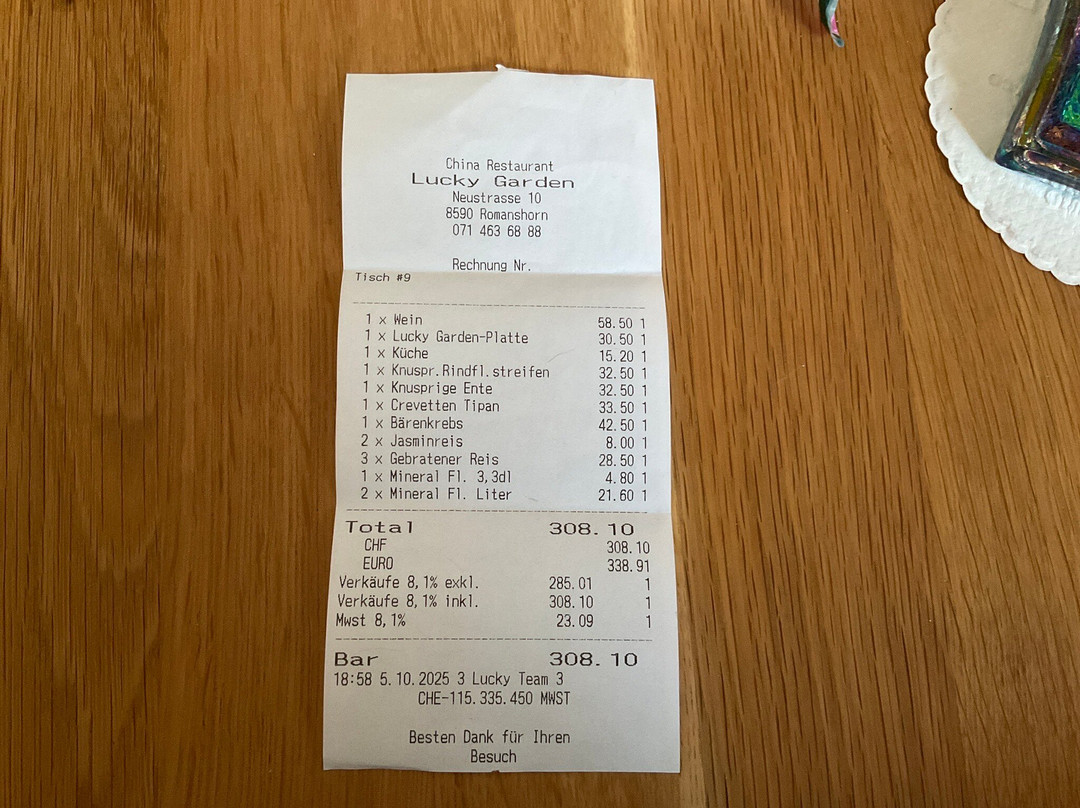 China Restaurant
Lucky Garden
Neustrasse 10
8590 Romanshorn
071 463 68 88
Rechnung Nr.
Tisch #9
1 x Wein 58.50 1
1 x Lucky Garden-Platte 30.50 1
1 x Küche 15.20 1
1 x Knuspr.Rindfl.streifen 32.50 1
1 x Knusprige Ente 32.50 1
1 x Crevetten Tipan 33.50 1
1 x Bärenkrebs 42.50 1
2 x Jasminreis 8.00 1
3 x Gebratener Reis 28.50 1
1 x Mineral Fl. 3,3dl 4.80 1
2 x Mineral Fl. Liter 21.60 1
Total 308.10
CHF 308.10
EURO 338.91
Verkäufe 8,1% exkl. 285.01 1
Verkäufe 8,1% inkl. 308.10 1
Mwst 8,1% 23.09 1
Bar 308.10
18:58 5.10.2025 3 Lucky Team 3
CHE-115.335.450 MWST
Besten Dank für Ihren
Besuch